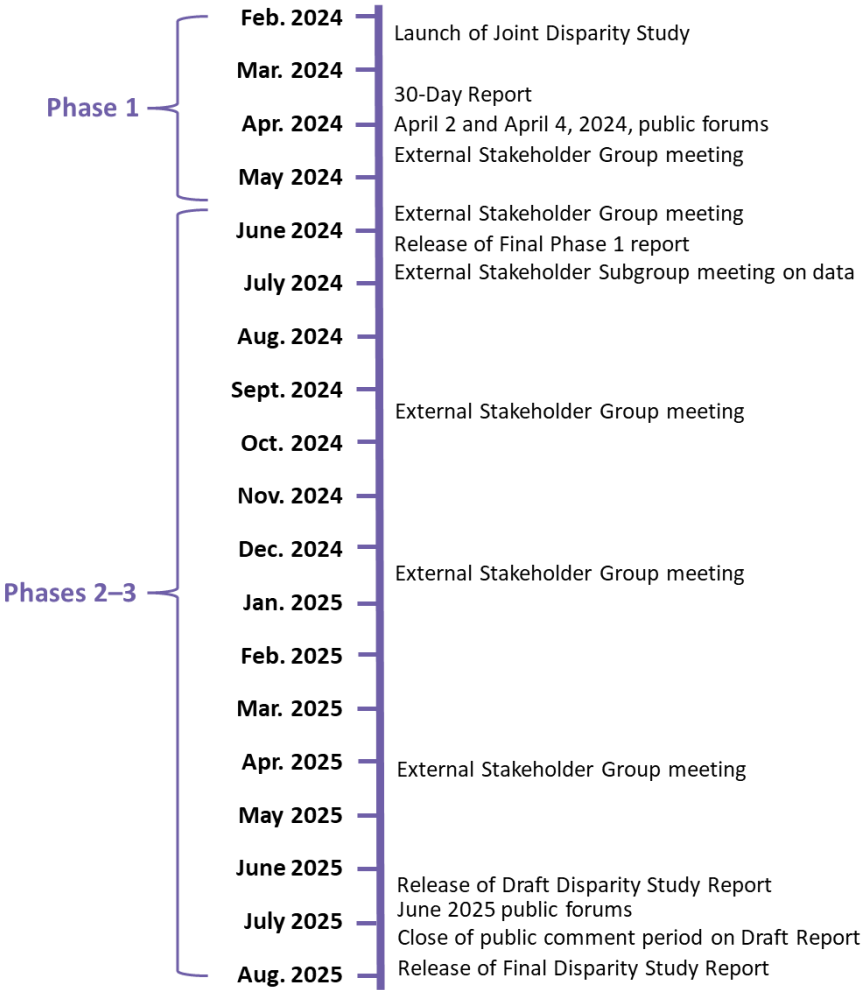 Feb. 2024
Launch of Joint Disparity Study
Mar. 2024
30-Day Report
Phase 1
Apr. 2024
April 2 and April 4, 2024, public forums
External Stakeholder Group meeting
May 2024
External Stakeholder Group meeting
June 2024
Release of Final Phase 1 report
External Stakeholder Subgroup meeting on data
July 2024
Aug. 2024
Sept. 2024
External Stakeholder Group meeting
Oct. 2024
Nov. 2024
Dec. 2024
External Stakeholder Group meeting
Phases 2–3
Jan. 2025
Feb. 2025
Mar. 2025
Apr. 2025
External Stakeholder Group meeting
May 2025
June 2025
Release of Draft Disparity Study Report
June 2025 public forums
July 2025
Close of public comment period on Draft Report
Release of Final Disparity Study Report
Aug. 2025